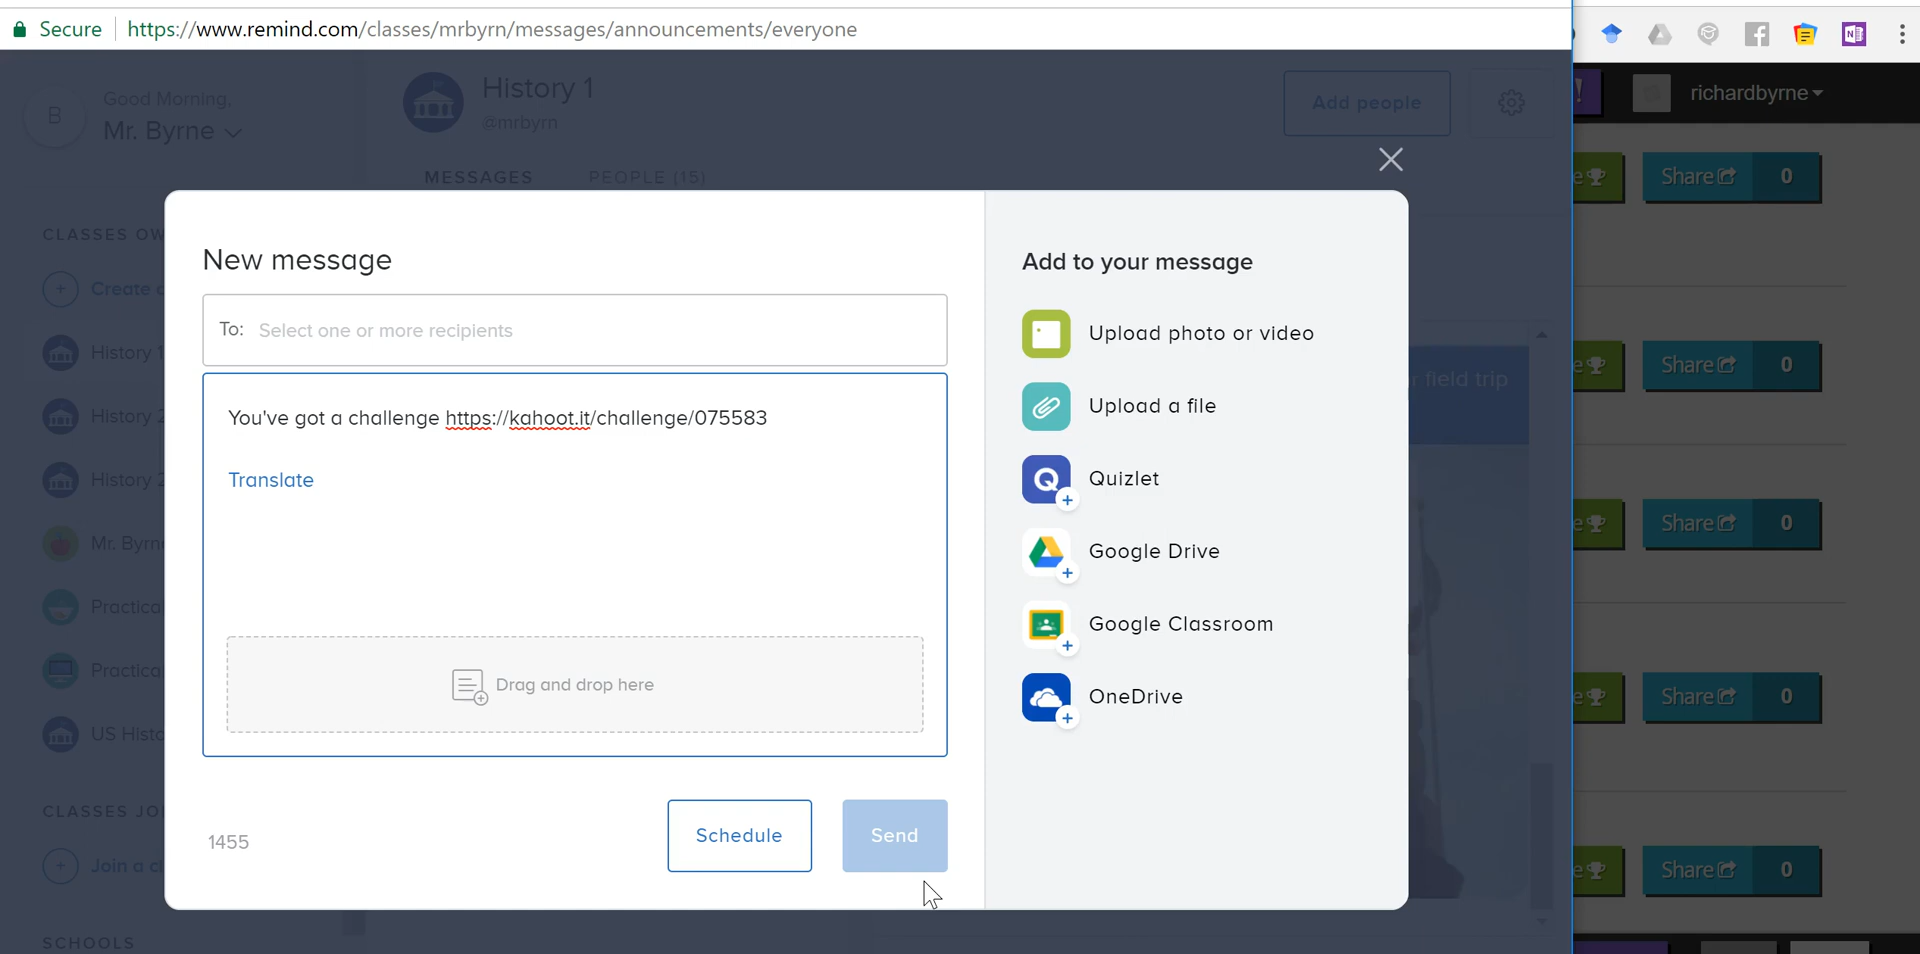 Secure https://www.remind.com/classes/mrbyrn/messages/announcements/everyone
Good Morning,
Mr. Byrne
B
History 1
@mrbyrn
Add people
richardbyrne
MESSAGES PEOPLE (15)
Share 0
CLASSES OW
Create
History 1
History 2
History 2
Mr. Byrne
Practica
Practica
US Histo
CLASSES JO
Join a c
SCHOOLS
New message
To: Select one or more recipients
You've got a challenge https://kahoot.it/challenge/075583
Translate
Drag and drop here
1455
Schedule
Send
Add to your message
Upload photo or video
Upload a file
Q Quizlet
Google Drive
Google Classroom
OneDrive
field trip
Share 0
Share 0
Share 0
Share 0